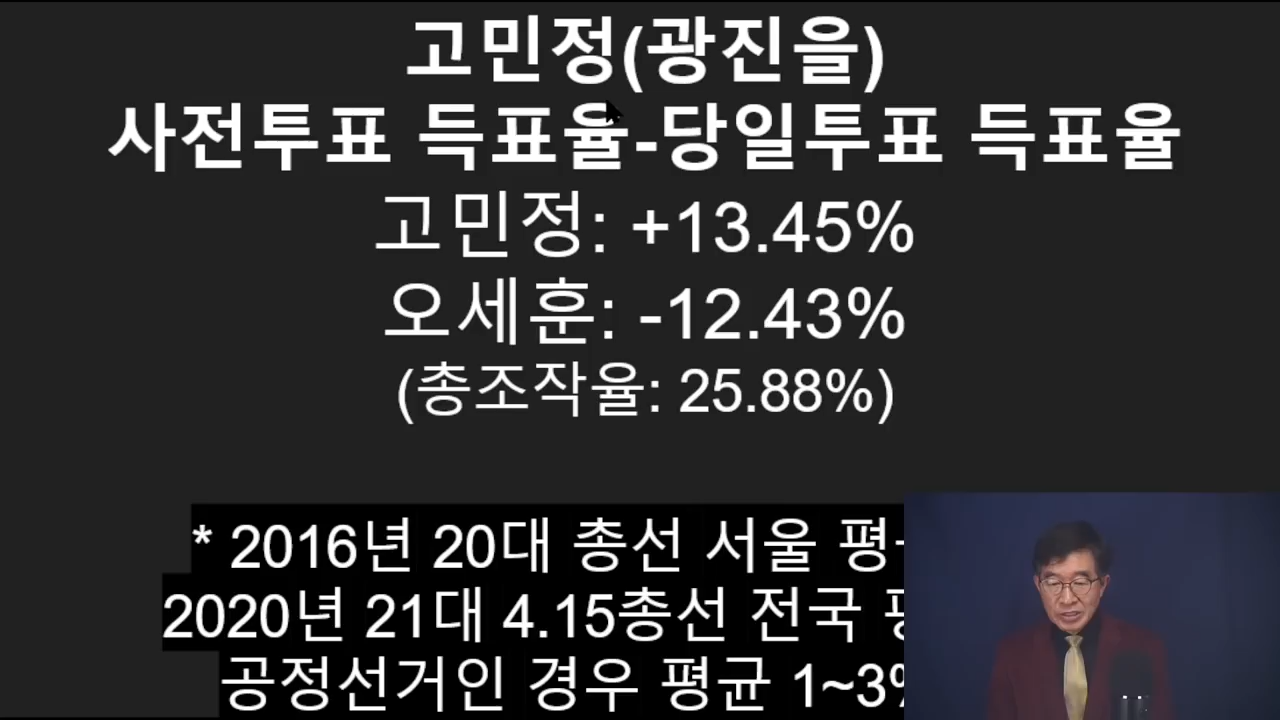 고민정(광진을)
사전투표 득표율-당일투표 득표율
고민정: +13.45%
오세훈: -12.43%
(총조작율: 25.88%)
* 2016년 20대 총선 서울
2020년 21대 4.15총선 전국
공정선거인 경우 평균 1~3%